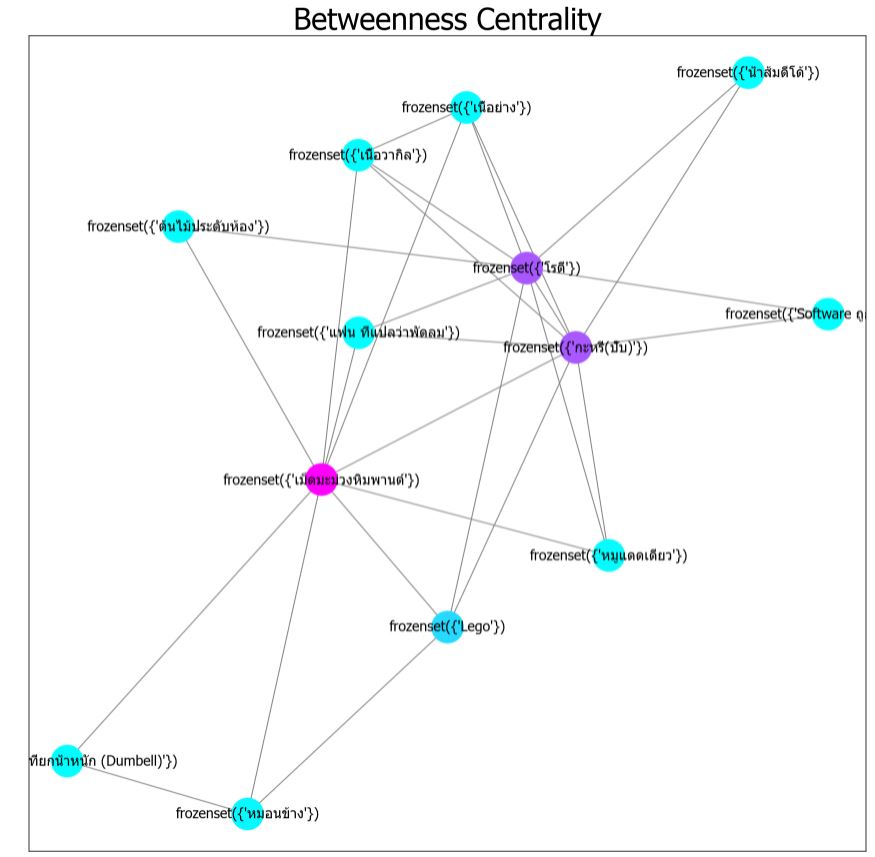 Betweenness Centrality
frozenset({'น้ำส้มดีโด้'})
frozenset({'เนื้อย่าง'})
frozenset({'เนื้อวากิล'})
frozenset({'ต้นไม้ประดับห้อง'})
frozenset({'โรตี'})
frozenset({'Software ถู
frozenset({'แฟน ที่แปลว่าพัดลม'})
frozenset({'กะหรี่(ปั๊บ)'})
frozenset({'เม็ดมะม่วงหิมพานต์'})
frozenset({'หมูแดดเดียว'})
frozenset({'Lego'})
ที่ยกน้ำหนัก (Dumbell)'})
frozenset({'หมอนข้าง'})